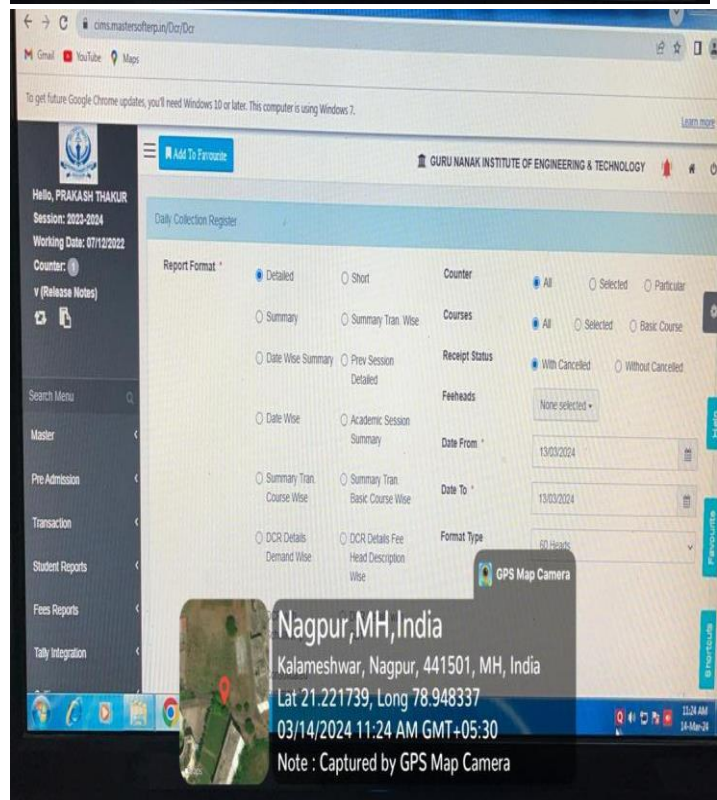 cims.mastersofterp.in/Dcr/Dcr
Gmail YouTube Maps
To get future Google Chrome updates, you'll need Windows 10 or later. This computer is using Windows 7.
Learn more
Add To Favourite
GURU NANAK INSTITUTE OF ENGINEERING & TECHNOLOGY
Hello, PRAKASH THAKUR
Session: 2023-2024
Working Date: 07/12/2022
Counter: 1
v (Release Notes)
Search Menu
Master
Pre Admission
Transaction
Student Reports
Fees Reports
Tally Integration
Daily Collection Register
Report Format *
Detailed Short
Summary Summary Tran. Wise
Date Wise Summary Prev Session Detailed
Date Wise Academic Session Summary
Summary Tran. Course Wise Summary Tran. Basic Course Wise
DCR Details Demand Wise DCR Details Fee Head Description Wise
Counter All Selected Particular
Courses All Selected Basic Course
Receipt Status With Cancelled Without Cancelled
Feeheads None selected
Date From * 13/03/2024
Date To * 13/03/2024
Format Type 60 Heads
Help
Favourite
Shortcuts
GPS Map Camera
Nagpur,MH,India
Kalameshwar, Nagpur, 441501, MH, India
Lat 21.221739, Long 78.948337
03/14/2024 11:24 AM GMT+05:30
Note : Captured by GPS Map Camera
11:24 AM
14-Mar-24